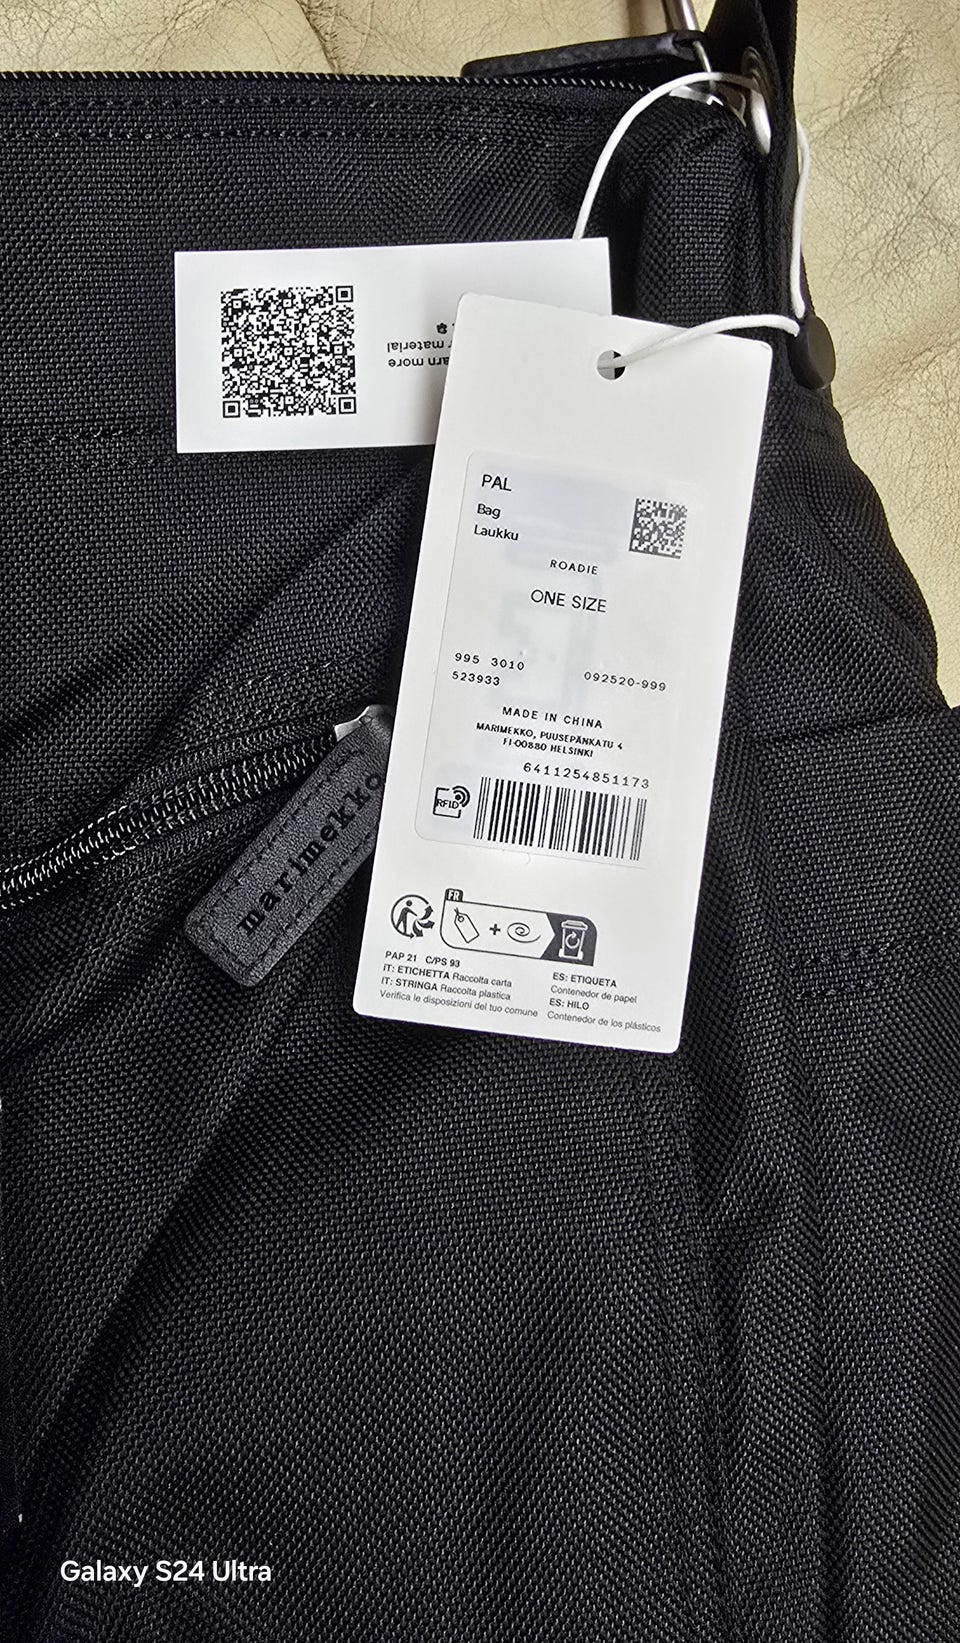 arn more
material
PAL
Bag
Laukku
ROADIE
ONE SIZE
995 3010
523933
092520-999
MADE IN CHINA
MARIMEKKO, PUUSEPÄNKATU 4
FI-00880 HELSINKI
6411254851173
RFID
marimekko
FR
PAP 21 C/PS 93
IT: ETICHETTA Raccolta carta
IT: STRINGA Raccolta plastica
Verifica le disposizioni del tuo comune
ES: ETIQUETA
Contenedor de papel
ES: HILO
Contenedor de los plásticos
Galaxy S24 Ultra